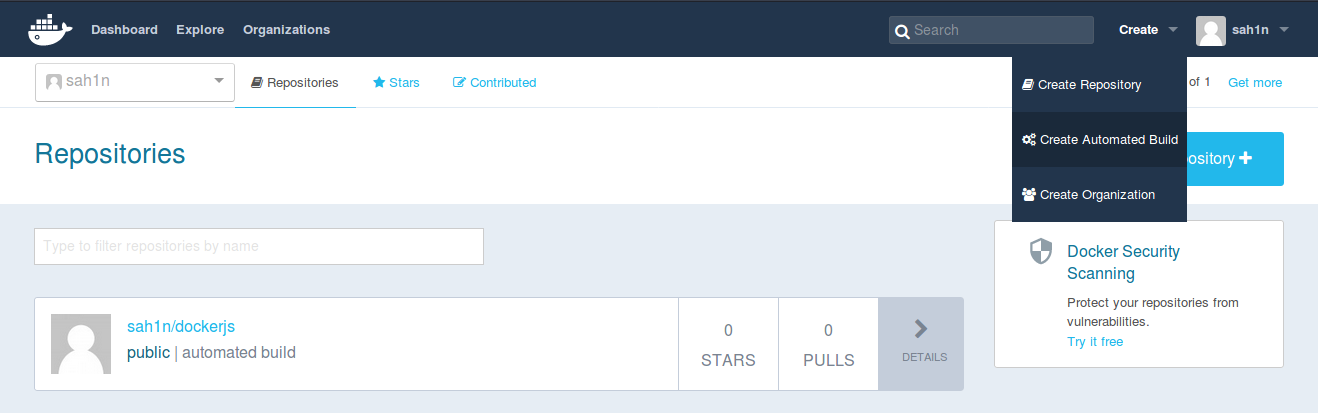 Dashboard Explore Organizations Search Create sah1n
sah1n Repositories Stars Contributed of 1 Get more
Create Repository
Create Automated Build
Create Organization
Repositories
ository
Type to filter repositories by name
Docker Security
Scanning
Protect your repositories from
vulnerabilities.
Try it free
sah1n/dockerjs
public | automated build
0
STARS
0
PULLS
DETAILS